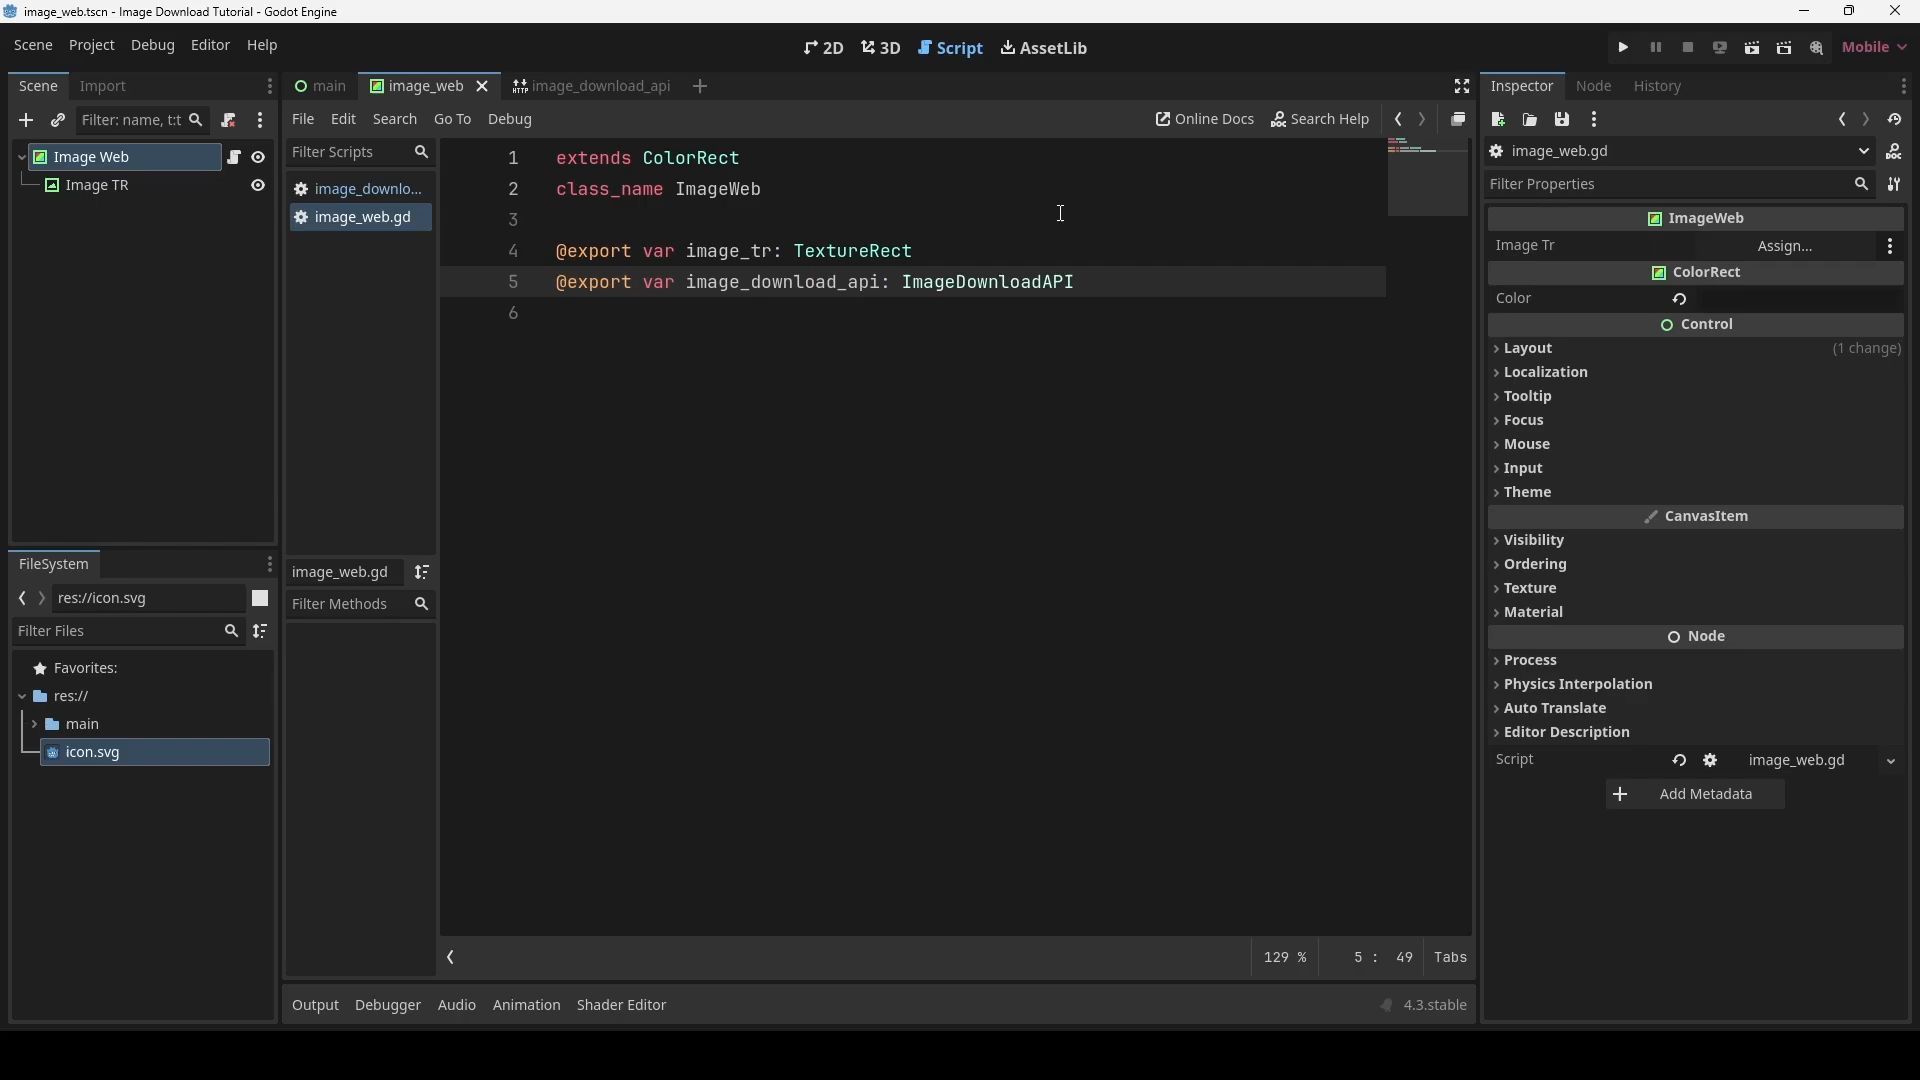 image_web.tscn - Image Download Tutorial - Godot Engine
Scene Project Debug Editor Help
2D 3D Script AssetLib
Mobile
Scene Import
main image_web image_download_api
Inspector Node History
Filter: name, t:t
File Edit Search Go To Debug
Online Docs Search Help
Image Web
Image TR
Filter Scripts
image_downlo...
image_web.gd
1 extends ColorRect
2 class_name ImageWeb
3
4 @export var image_tr: TextureRect
5 @export var image_download_api: ImageDownloadAPI
6
image_web.gd
Filter Methods
129 % 5 : 49 Tabs
Output Debugger Audio Animation Shader Editor
4.3.stable
FileSystem
res://icon.svg
Filter Files
Favorites:
res://
main
icon.svg
image_web.gd
Filter Properties
ImageWeb
Image Tr Assign...
ColorRect
Color
Control
Layout (1 change)
Localization
Tooltip
Focus
Mouse
Input
Theme
CanvasItem
Visibility
Ordering
Texture
Material
Node
Process
Physics Interpolation
Auto Translate
Editor Description
Script image_web.gd
Add Metadata